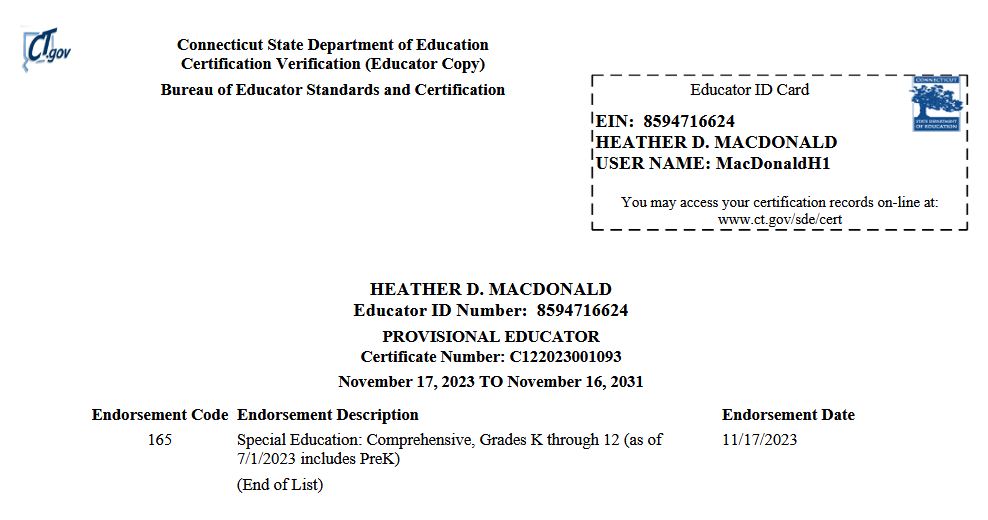 CT.gov
Connecticut State Department of Education
Certification Verification (Educator Copy)
Bureau of Educator Standards and Certification
Educator ID Card
CONNECTICUT
STATE DEPARTMENT
OF EDUCATION
EIN: 8594716624
HEATHER D. MACDONALD
USER NAME: MacDonaldH1
You may access your certification records on-line at:
www.ct.gov/sde/cert
HEATHER D. MACDONALD
Educator ID Number: 8594716624
PROVISIONAL EDUCATOR
Certificate Number: C122023001093
November 17, 2023 TO November 16, 2031
Endorsement Code Endorsement Description Endorsement Date
165 Special Education: Comprehensive, Grades K through 12 (as of 11/17/2023
7/1/2023 includes PreK)
(End of List)